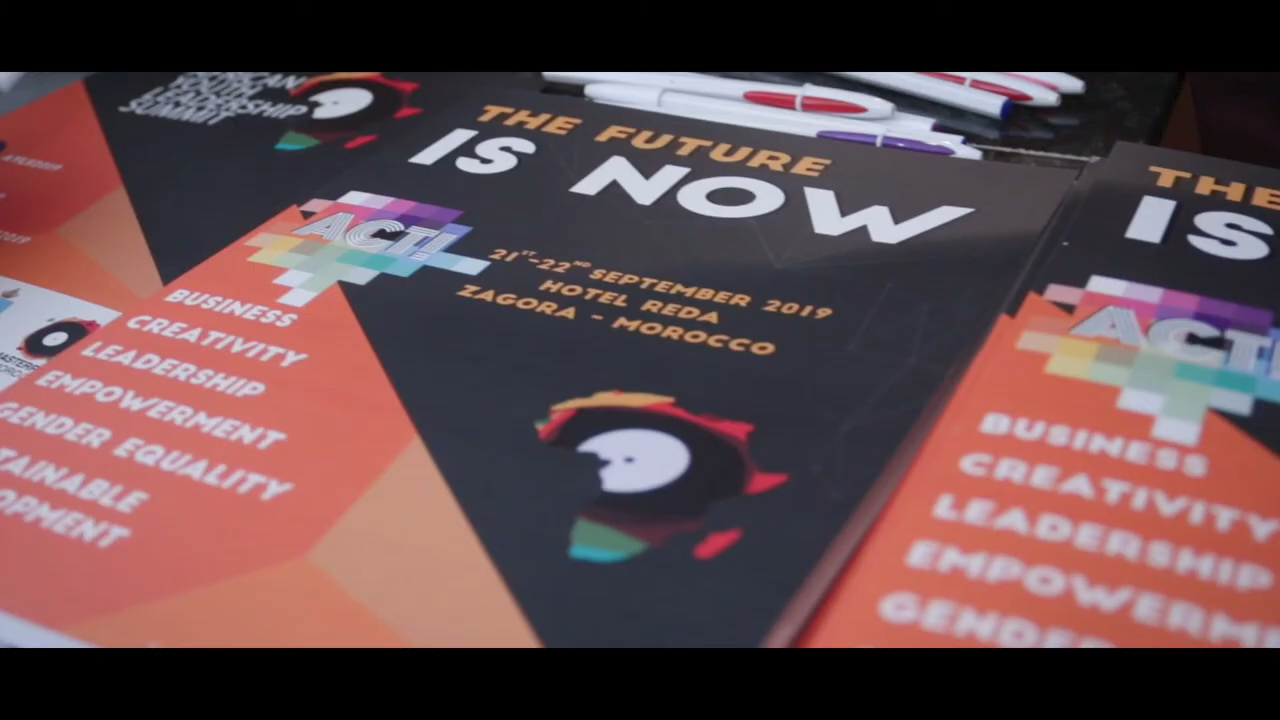 YOUTH
LEADERSHIP
SUMMIT
THE FUTURE
IS NOW
ACT!
21ST-22ND SEPTEMBER 2019
HOTEL REDA
ZAGORA - MOROCCO
BUSINESS
CREATIVITY
LEADERSHIP
EMPOWERMENT
GENDER EQUALITY
THE
IS
ACT!
BUSINESS
CREATIVITY
LEADERSHIP